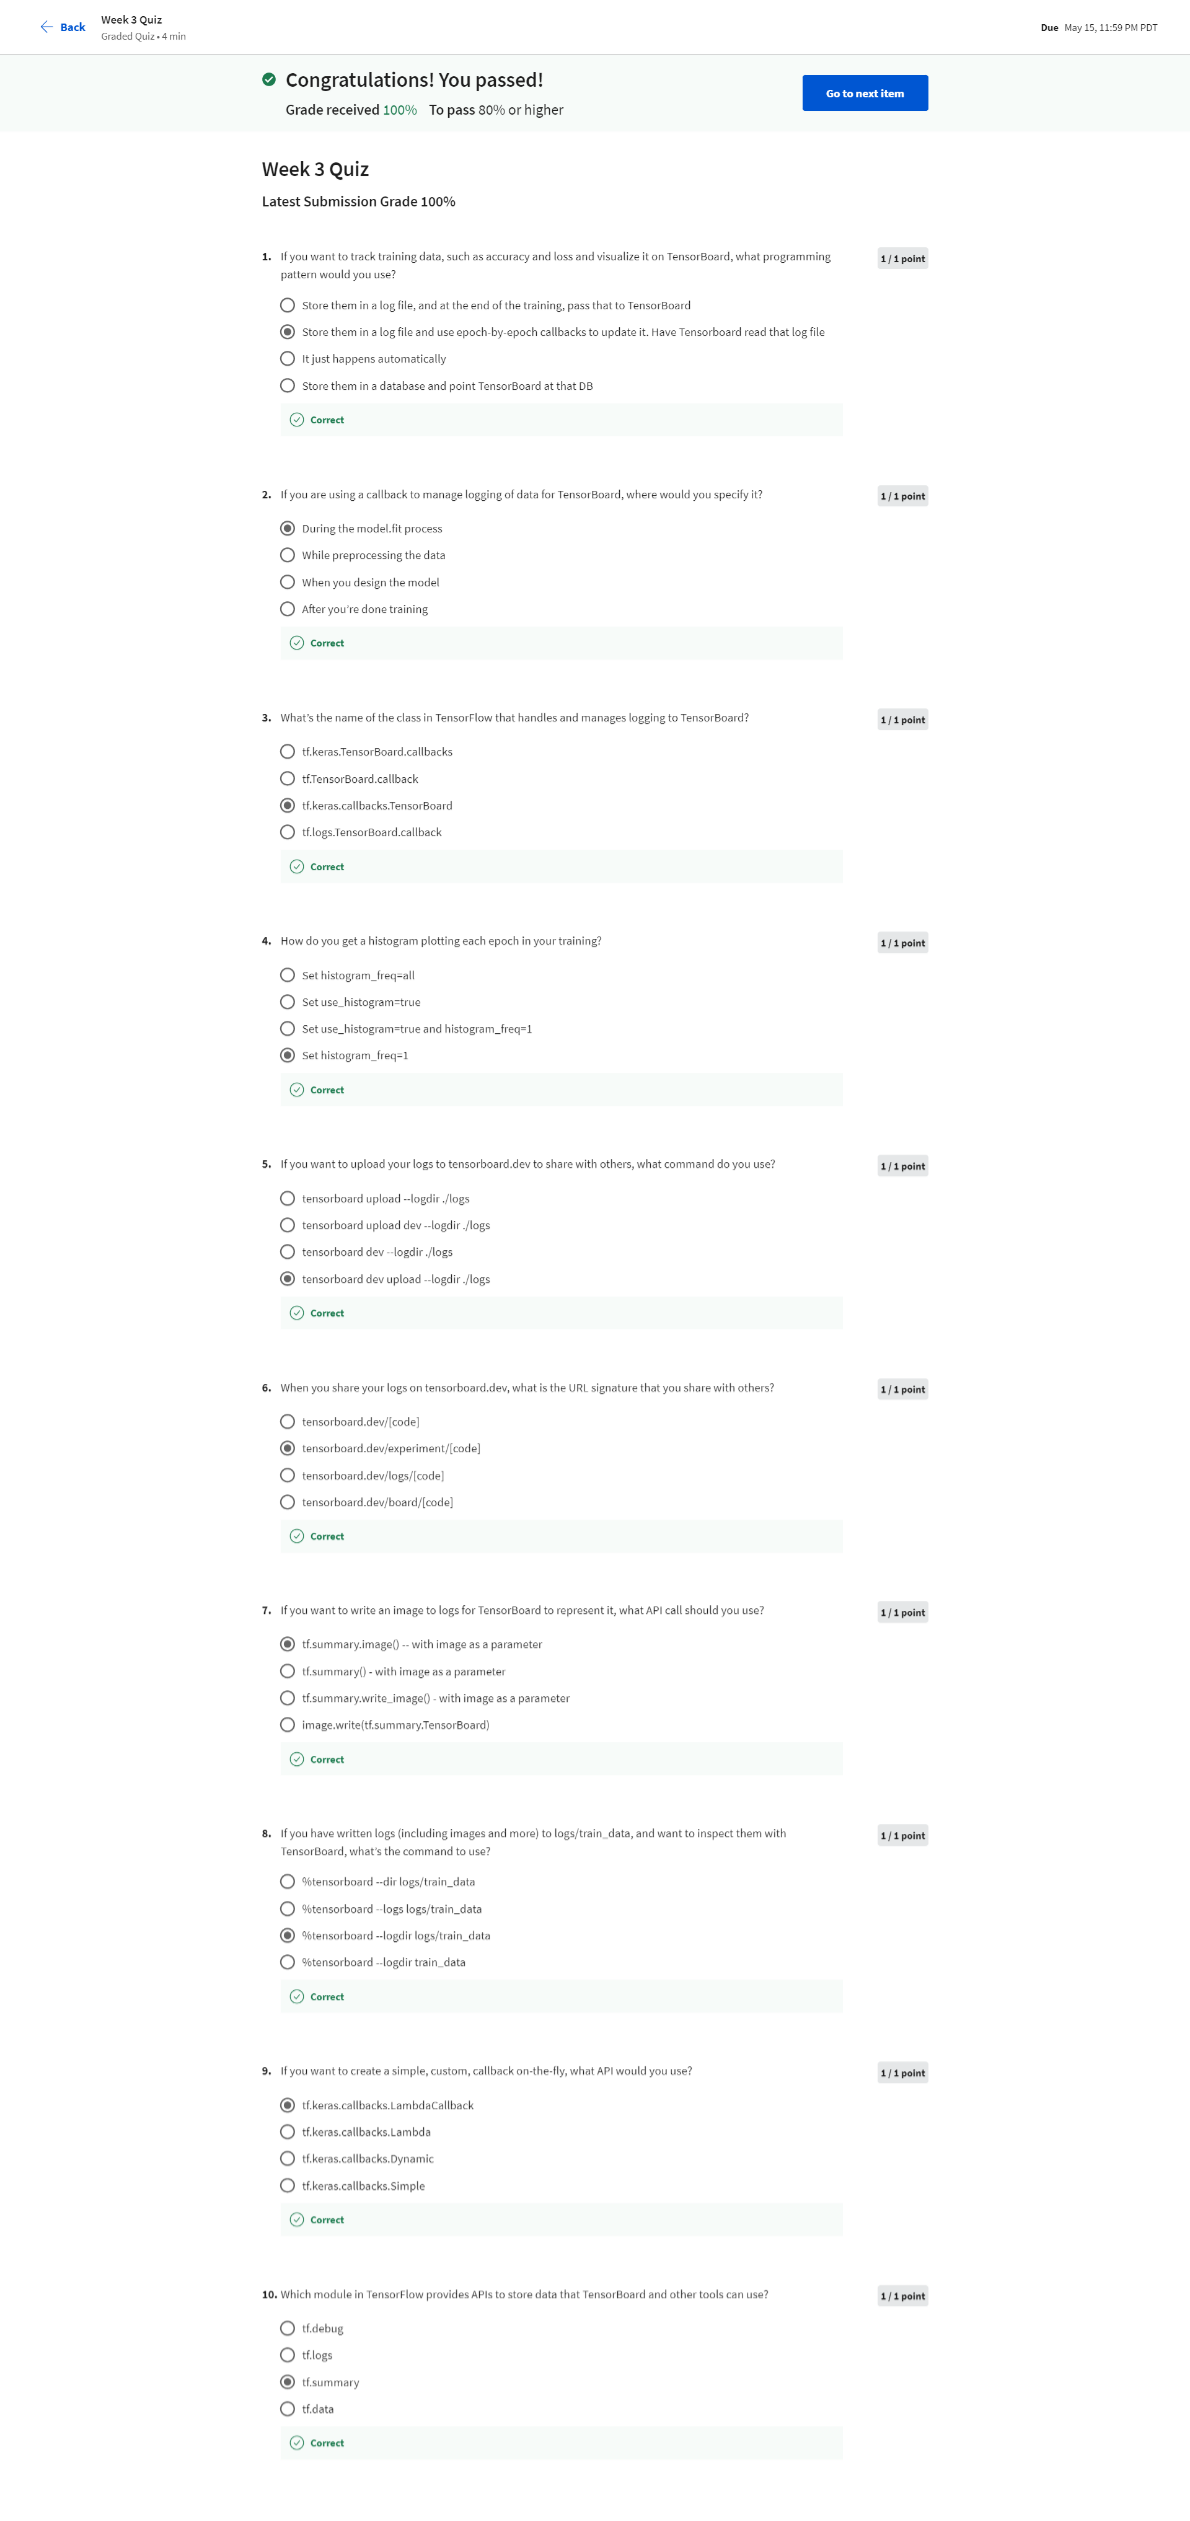 Back
Week 3 Quiz
Graded Quiz • 4 min
Due May 15, 11:59 PM PDT
Congratulations! You passed!
Grade received 100% To pass 80% or higher
Go to next item
Week 3 Quiz
Latest Submission Grade 100%
1. If you want to track training data, such as accuracy and loss and visualize it on TensorBoard, what programming
pattern would you use?
1 / 1 point
Store them in a log file, and at the end of the training, pass that to TensorBoard
Store them in a log file and use epoch-by-epoch callbacks to update it. Have Tensorboard read that log file
It just happens automatically
Store them in a database and point TensorBoard at that DB
Correct
2. If you are using a callback to manage logging of data for TensorBoard, where would you specify it?
1 / 1 point
During the model.fit process
While preprocessing the data
When you design the model
After you’re done training
Correct
3. What’s the name of the class in TensorFlow that handles and manages logging to TensorBoard?
1 / 1 point
tf.keras.TensorBoard.callbacks
tf.TensorBoard.callback
tf.keras.callbacks.TensorBoard
tf.logs.TensorBoard.callback
Correct
4. How do you get a histogram plotting each epoch in your training?
1 / 1 point
Set histogram_freq=all
Set use_histogram=true
Set use_histogram=true and histogram_freq=1
Set histogram_freq=1
Correct
5. If you want to upload your logs to tensorboard.dev to share with others, what command do you use?
1 / 1 point
tensorboard upload --logdir ./logs
tensorboard upload dev --logdir ./logs
tensorboard dev --logdir ./logs
tensorboard dev upload --logdir ./logs
Correct
6. When you share your logs on tensorboard.dev, what is the URL signature that you share with others?
1 / 1 point
tensorboard.dev/[code]
tensorboard.dev/experiment/[code]
tensorboard.dev/logs/[code]
tensorboard.dev/board/[code]
Correct
7. If you want to write an image to logs for TensorBoard to represent it, what API call should you use?
1 / 1 point
tf.summary.image() -- with image as a parameter
tf.summary() - with image as a parameter
tf.summary.write_image() - with image as a parameter
image.write(tf.summary.TensorBoard)
Correct
8. If you have written logs (including images and more) to logs/train_data, and want to inspect them with
TensorBoard, what’s the command to use?
1 / 1 point
%tensorboard --dir logs/train_data
%tensorboard --logs logs/train_data
%tensorboard --logdir logs/train_data
%tensorboard --logdir train_data
Correct
9. If you want to create a simple, custom, callback on-the-fly, what API would you use?
1 / 1 point
tf.keras.callbacks.LambdaCallback
tf.keras.callbacks.Lambda
tf.keras.callbacks.Dynamic
tf.keras.callbacks.Simple
Correct
10. Which module in TensorFlow provides APIs to store data that TensorBoard and other tools can use?
1 / 1 point
tf.debug
tf.logs
tf.summary
tf.data
Correct